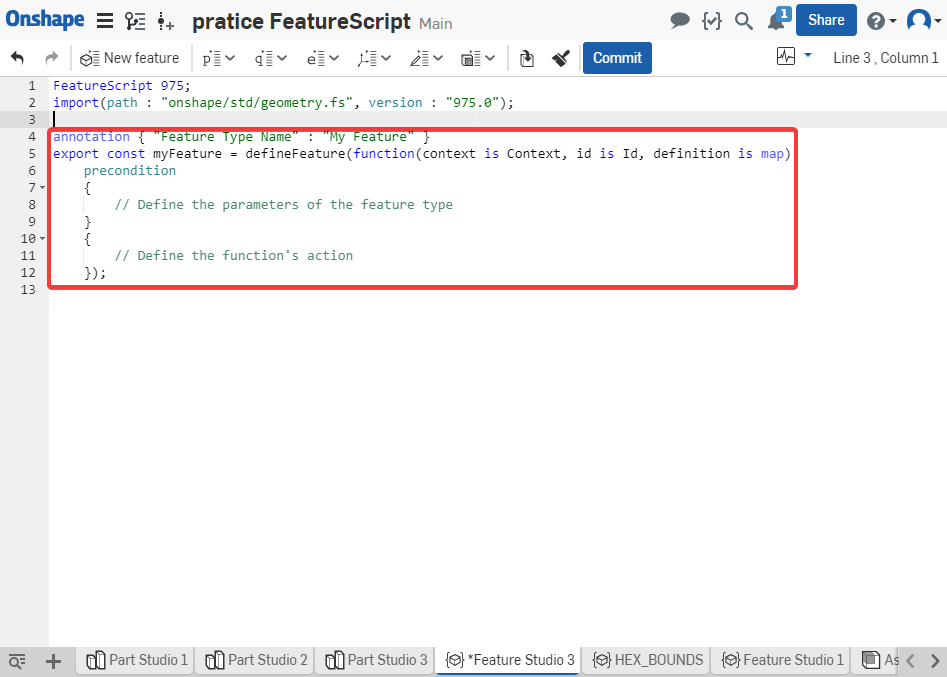 Onshape pratice FeatureScript Main 1 Share
New feature p e Commit Line 3 , Column 1
1 FeatureScript 975;
2 import(path : "onshape/std/geometry.fs", version : "975.0");
3
4 annotation { "Feature Type Name" : "My Feature" }
5 export const myFeature = defineFeature(function(context is Context, id is Id, definition is map)
6 precondition
7 {
8 // Define the parameters of the feature type
9 }
10 {
11 // Define the function's action
12 });
13
Part Studio 1 Part Studio 2 Part Studio 3 *Feature Studio 3 HEX_BOUNDS Feature Studio 1 As